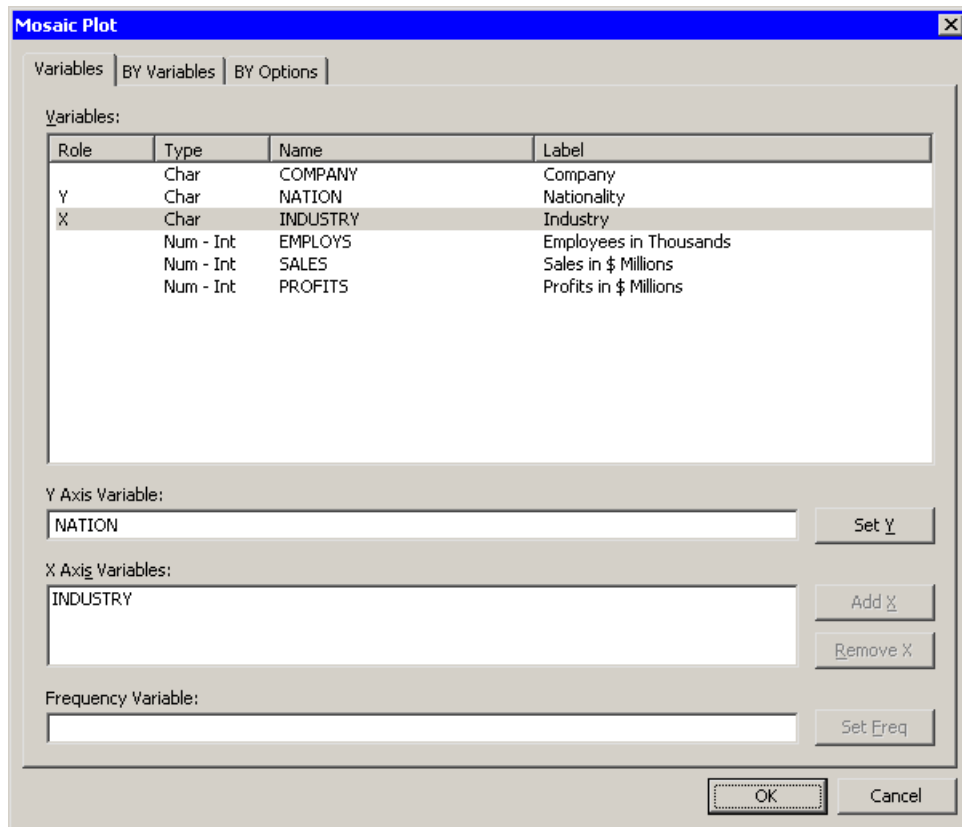 Mosaic Plot
Variables BY Variables BY Options
Variables:
Role Type Name Label
Char COMPANY Company
Y Char NATION Nationality
X Char INDUSTRY Industry
Num - Int EMPLOYS Employees in Thousands
Num - Int SALES Sales in $ Millions
Num - Int PROFITS Profits in $ Millions
Y Axis Variable:
NATION Set Y
X Axis Variables:
INDUSTRY Add X
Remove X
Frequency Variable:
Set Freq
OK Cancel